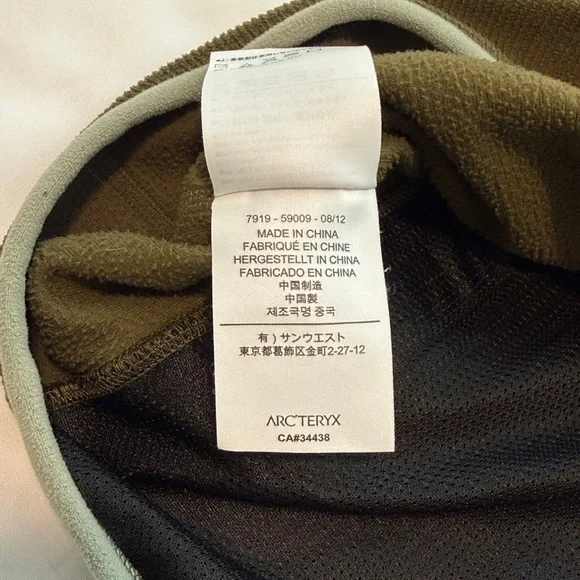 7919 - 59009 - 08/12
MADE IN CHINA
FABRIQUÉ EN CHINE
HERGESTELLT IN CHINA
FABRICADO EN CHINA
中国制造
中国製
제조국명 중국
有）サンウエスト
東京都葛飾区金町2-27-12
ARC'TERYX
CA#34438